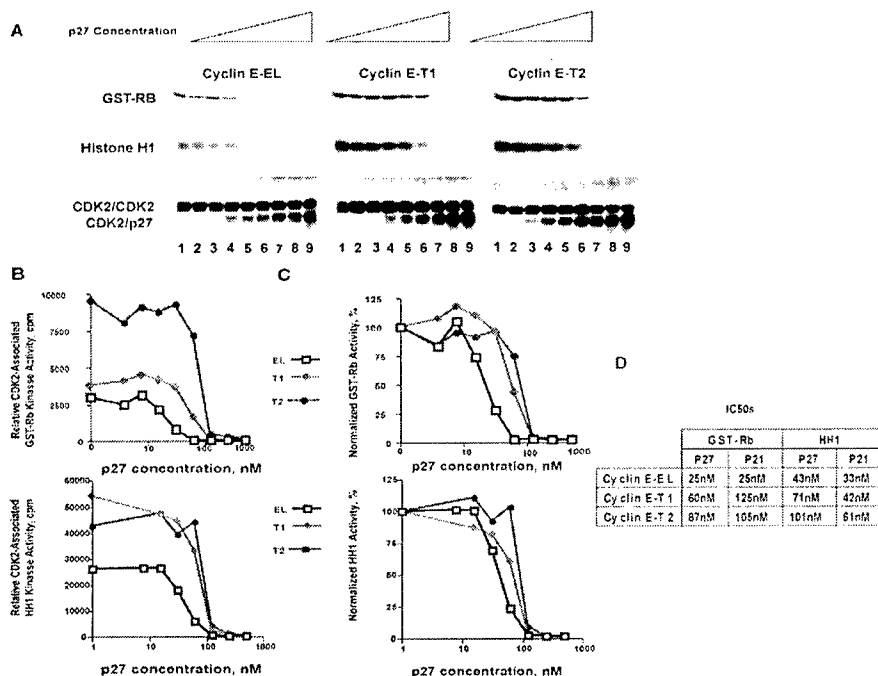 A
p27 Concentration
Cyclin E-EL Cyclin E-T1 Cyclin E-T2
GST-RB
Histone H1
CDK2/CDK2
CDK2/p27
1 2 3 4 5 6 7 8 9 1 2 3 4 5 6 7 8 9 1 2 3 4 5 6 7 8 9
B
Relative CDK2-Associated
GST-Rb Kinasse Activity, cpm
10000
7500
5000
2500
0
0 10 100 1000
p27 concentration, nM
EL
T1
T2
C
Normalized GST-Rb Activity, %
125
100
75
50
25
0
0 10 100 1000
p27 concentration, nM
Relative CDK2-Associated
HH1 Kinasse Activity, cpm
60000
50000
40000
30000
20000
10000
0
1 10 100 1000
p27 concentration, nM
EL
T1
T2
Normalized HH1 Activity, %
125
100
75
50
25
0
1 10 100 1000
p27 concentration, nM
D
IC50s
GST-Rb HH1
P27 P21 P27 P21
Cyclin E-EL 25nM 25nM 43nM 33nM
Cyclin E-T1 60nM 125nM 71nM 42nM
Cyclin E-T2 87nM 105nM 101nM 61nM